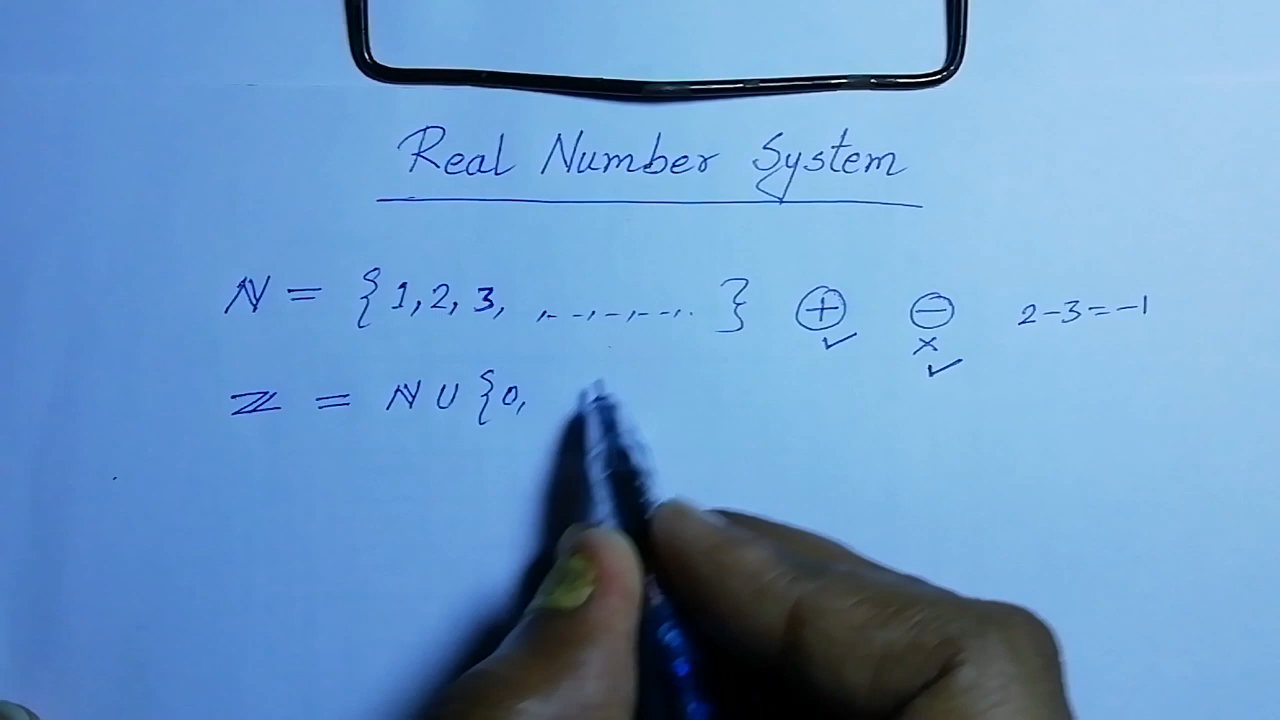 Real Number System
ℕ = {1, 2, 3, ,-.-,-,--,. } ⊕ ✓ ⊖ × ✓ 2-3=-1
ℤ = ℕ ∪ {0,